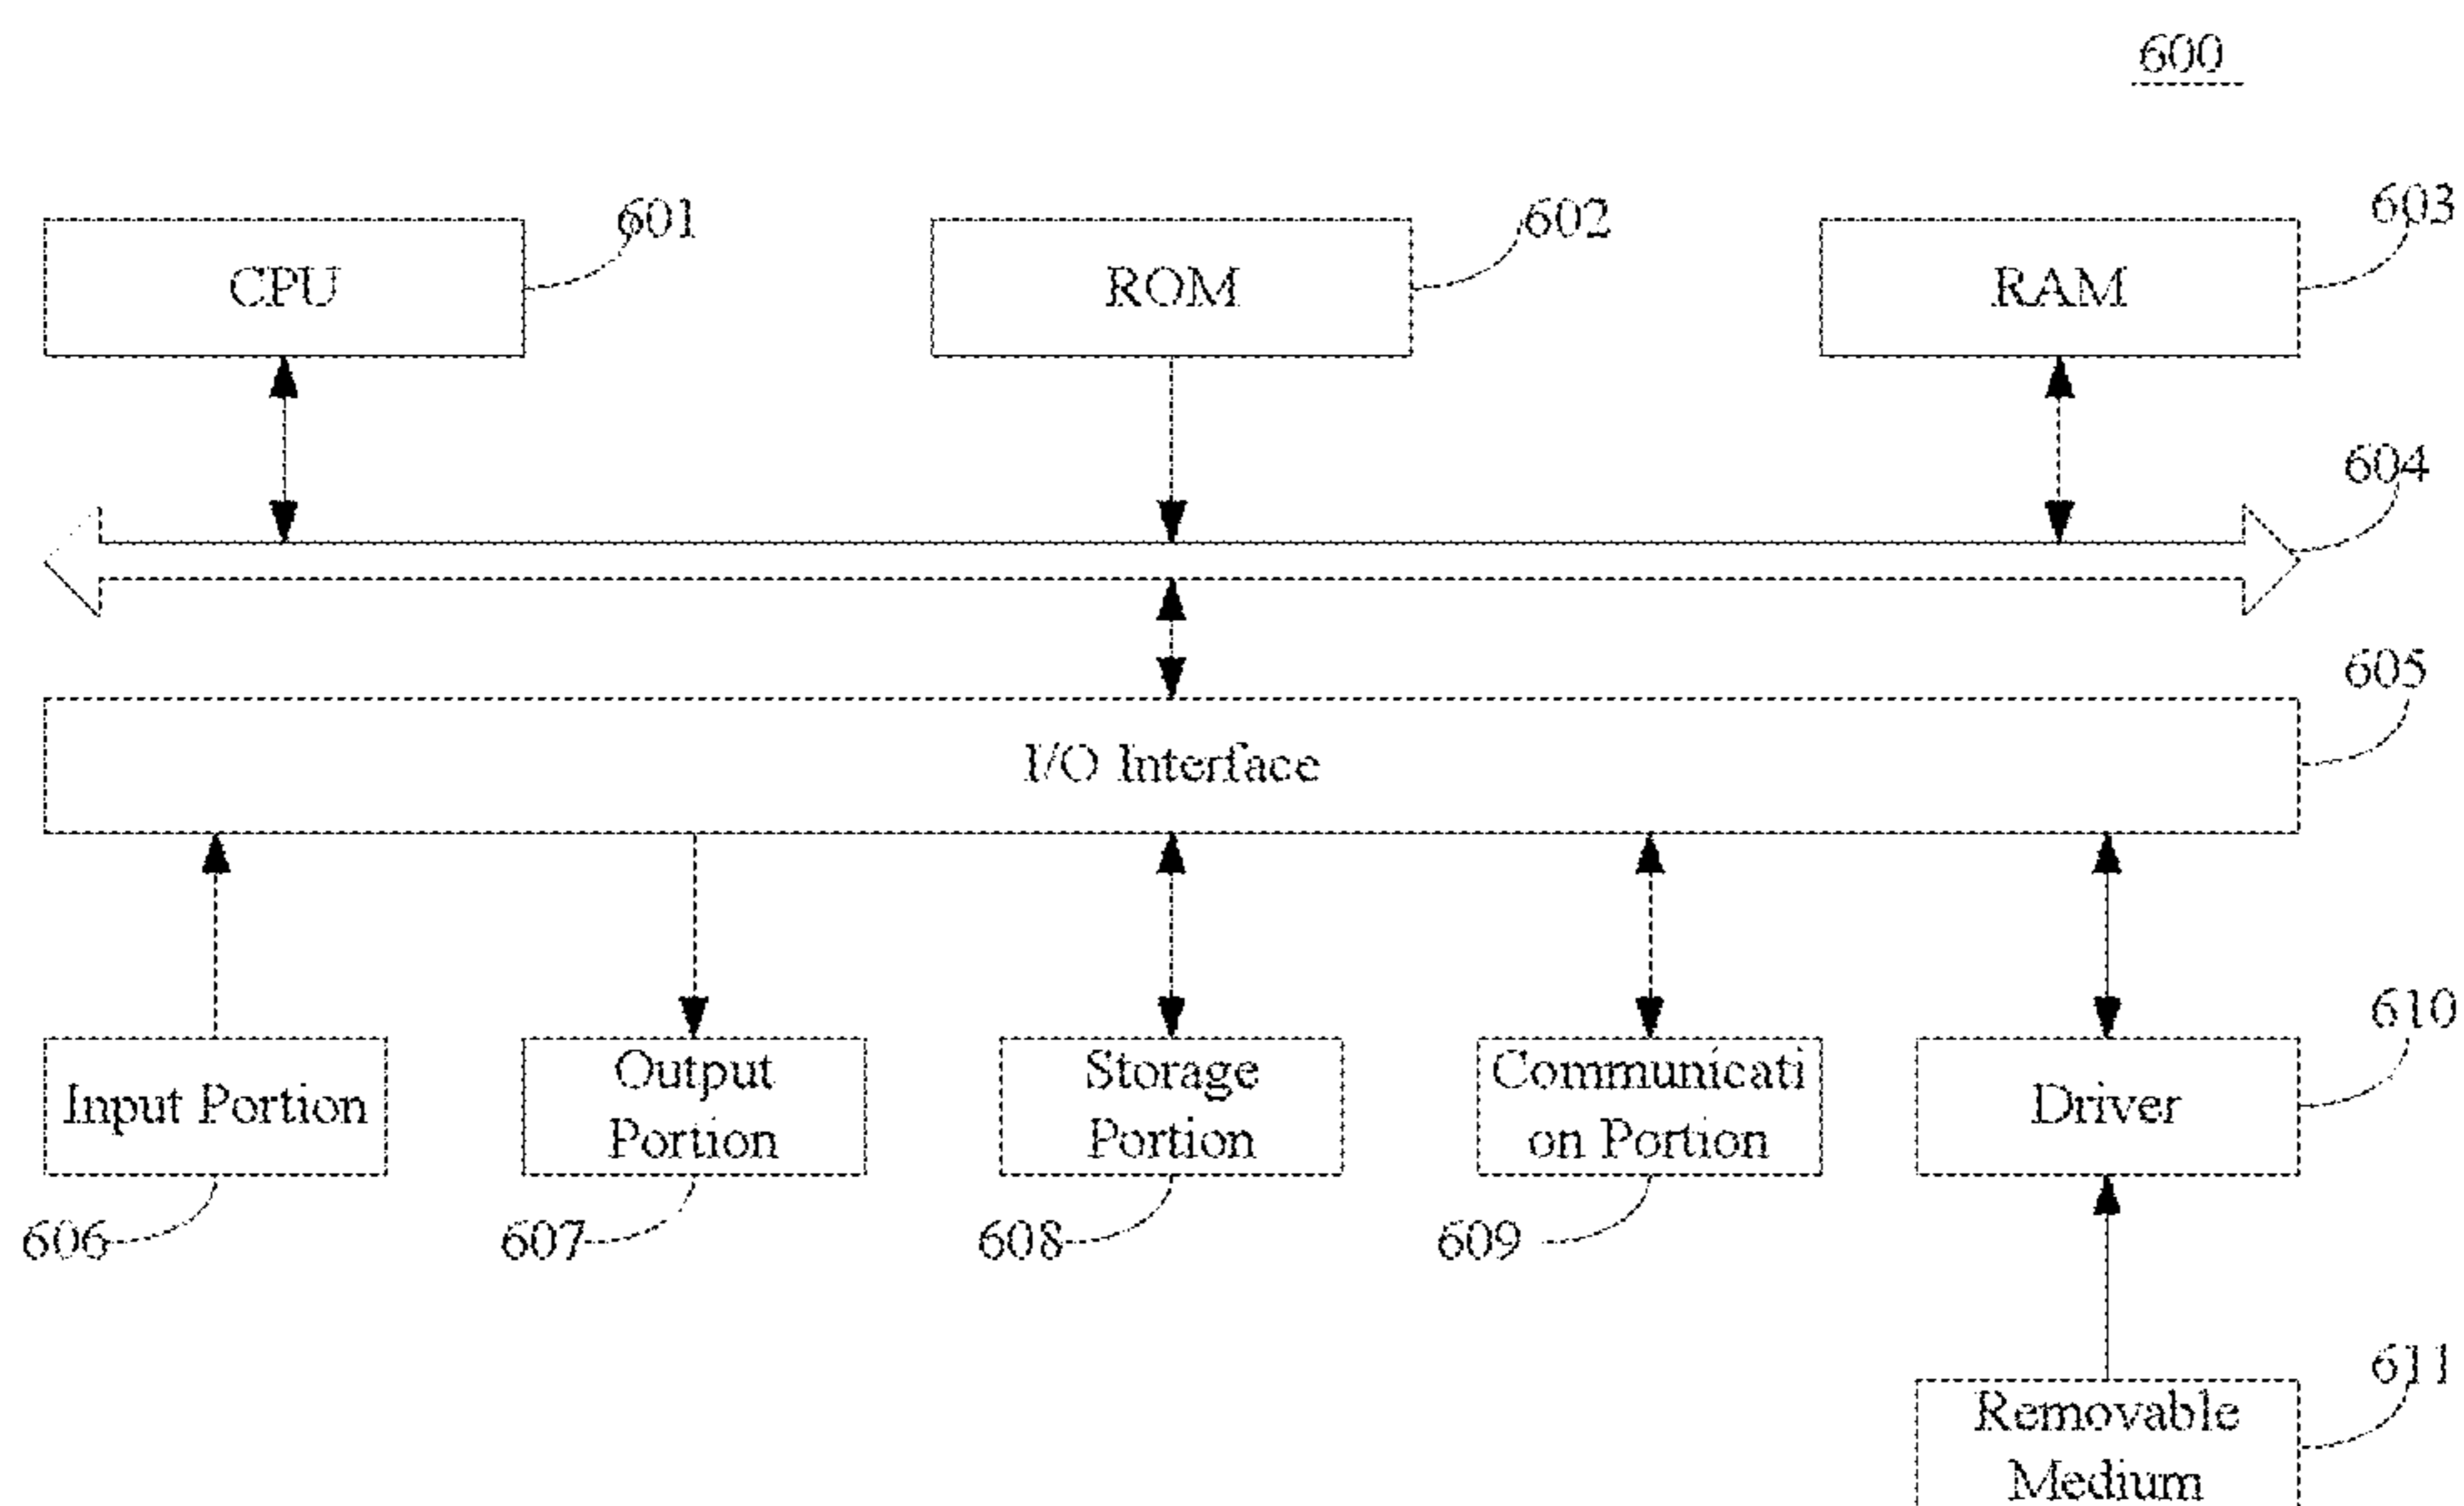 600
601
602
603
CPU
ROM
RAM
604
605
I/O Interface
610
Input Portion
Output
Portion
Storage
Portion
Communicati
on Portion
Driver
606
607
608
609
611
Removable
Medium